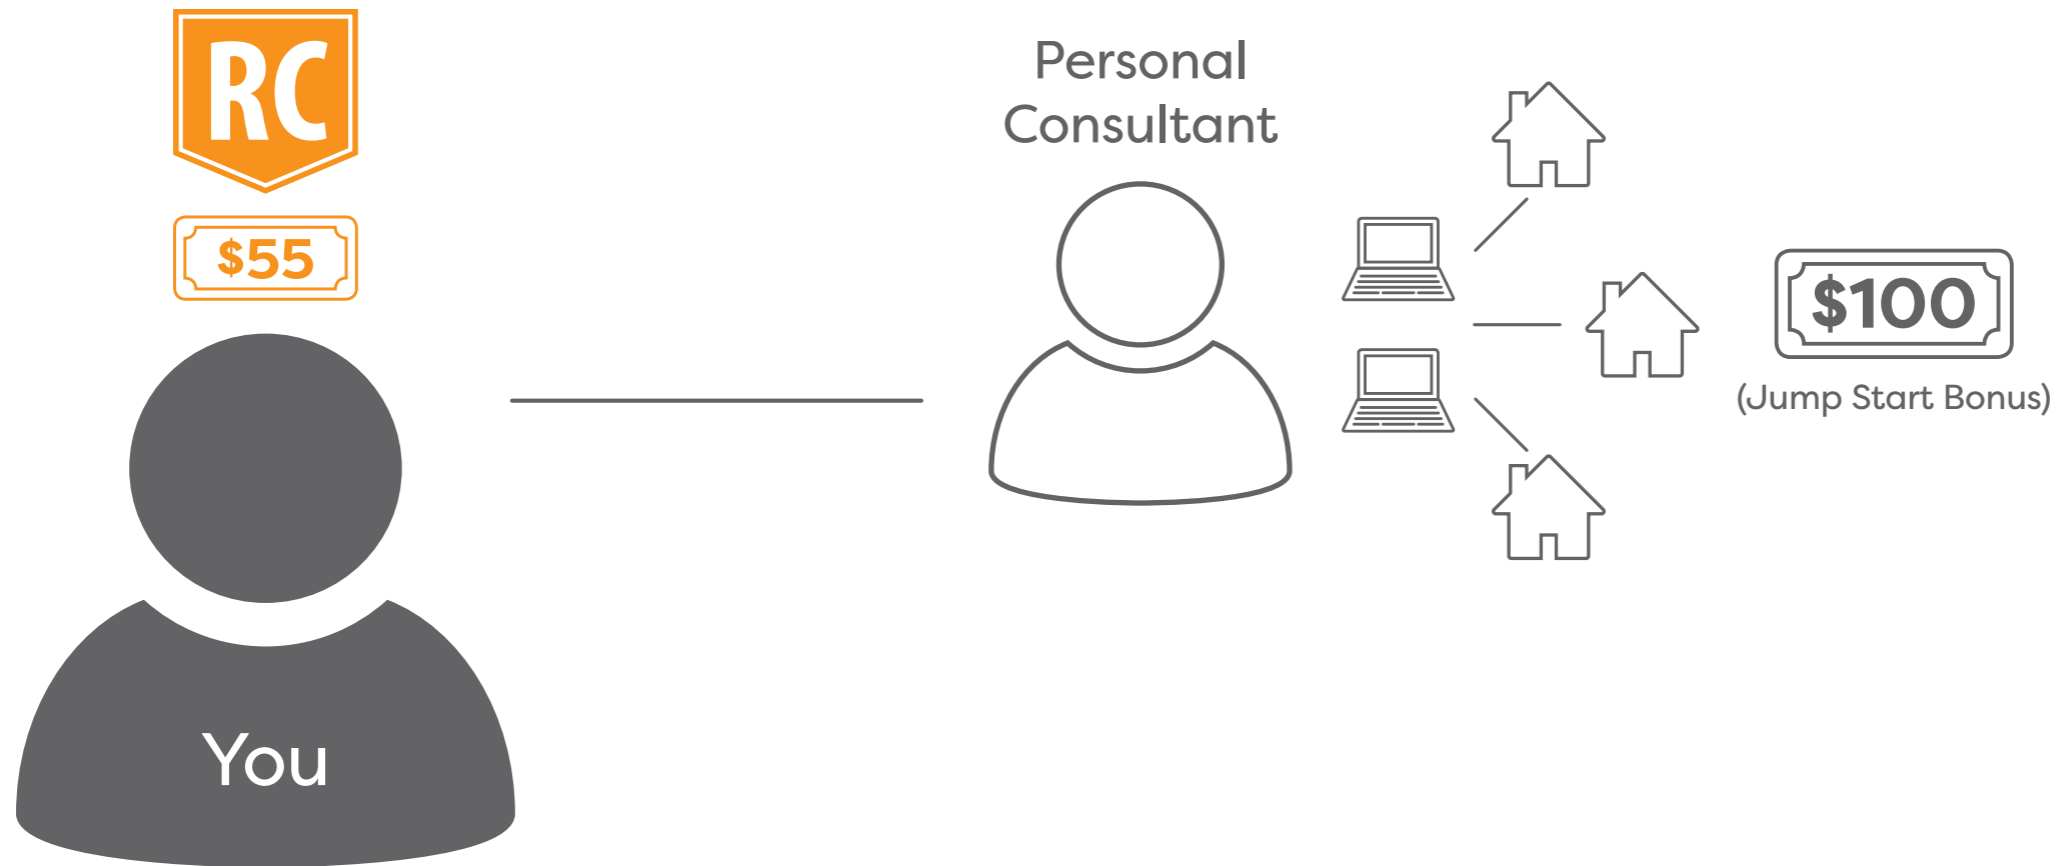 RC
$55
You
Personal
Consultant
$100
(Jump Start Bonus)